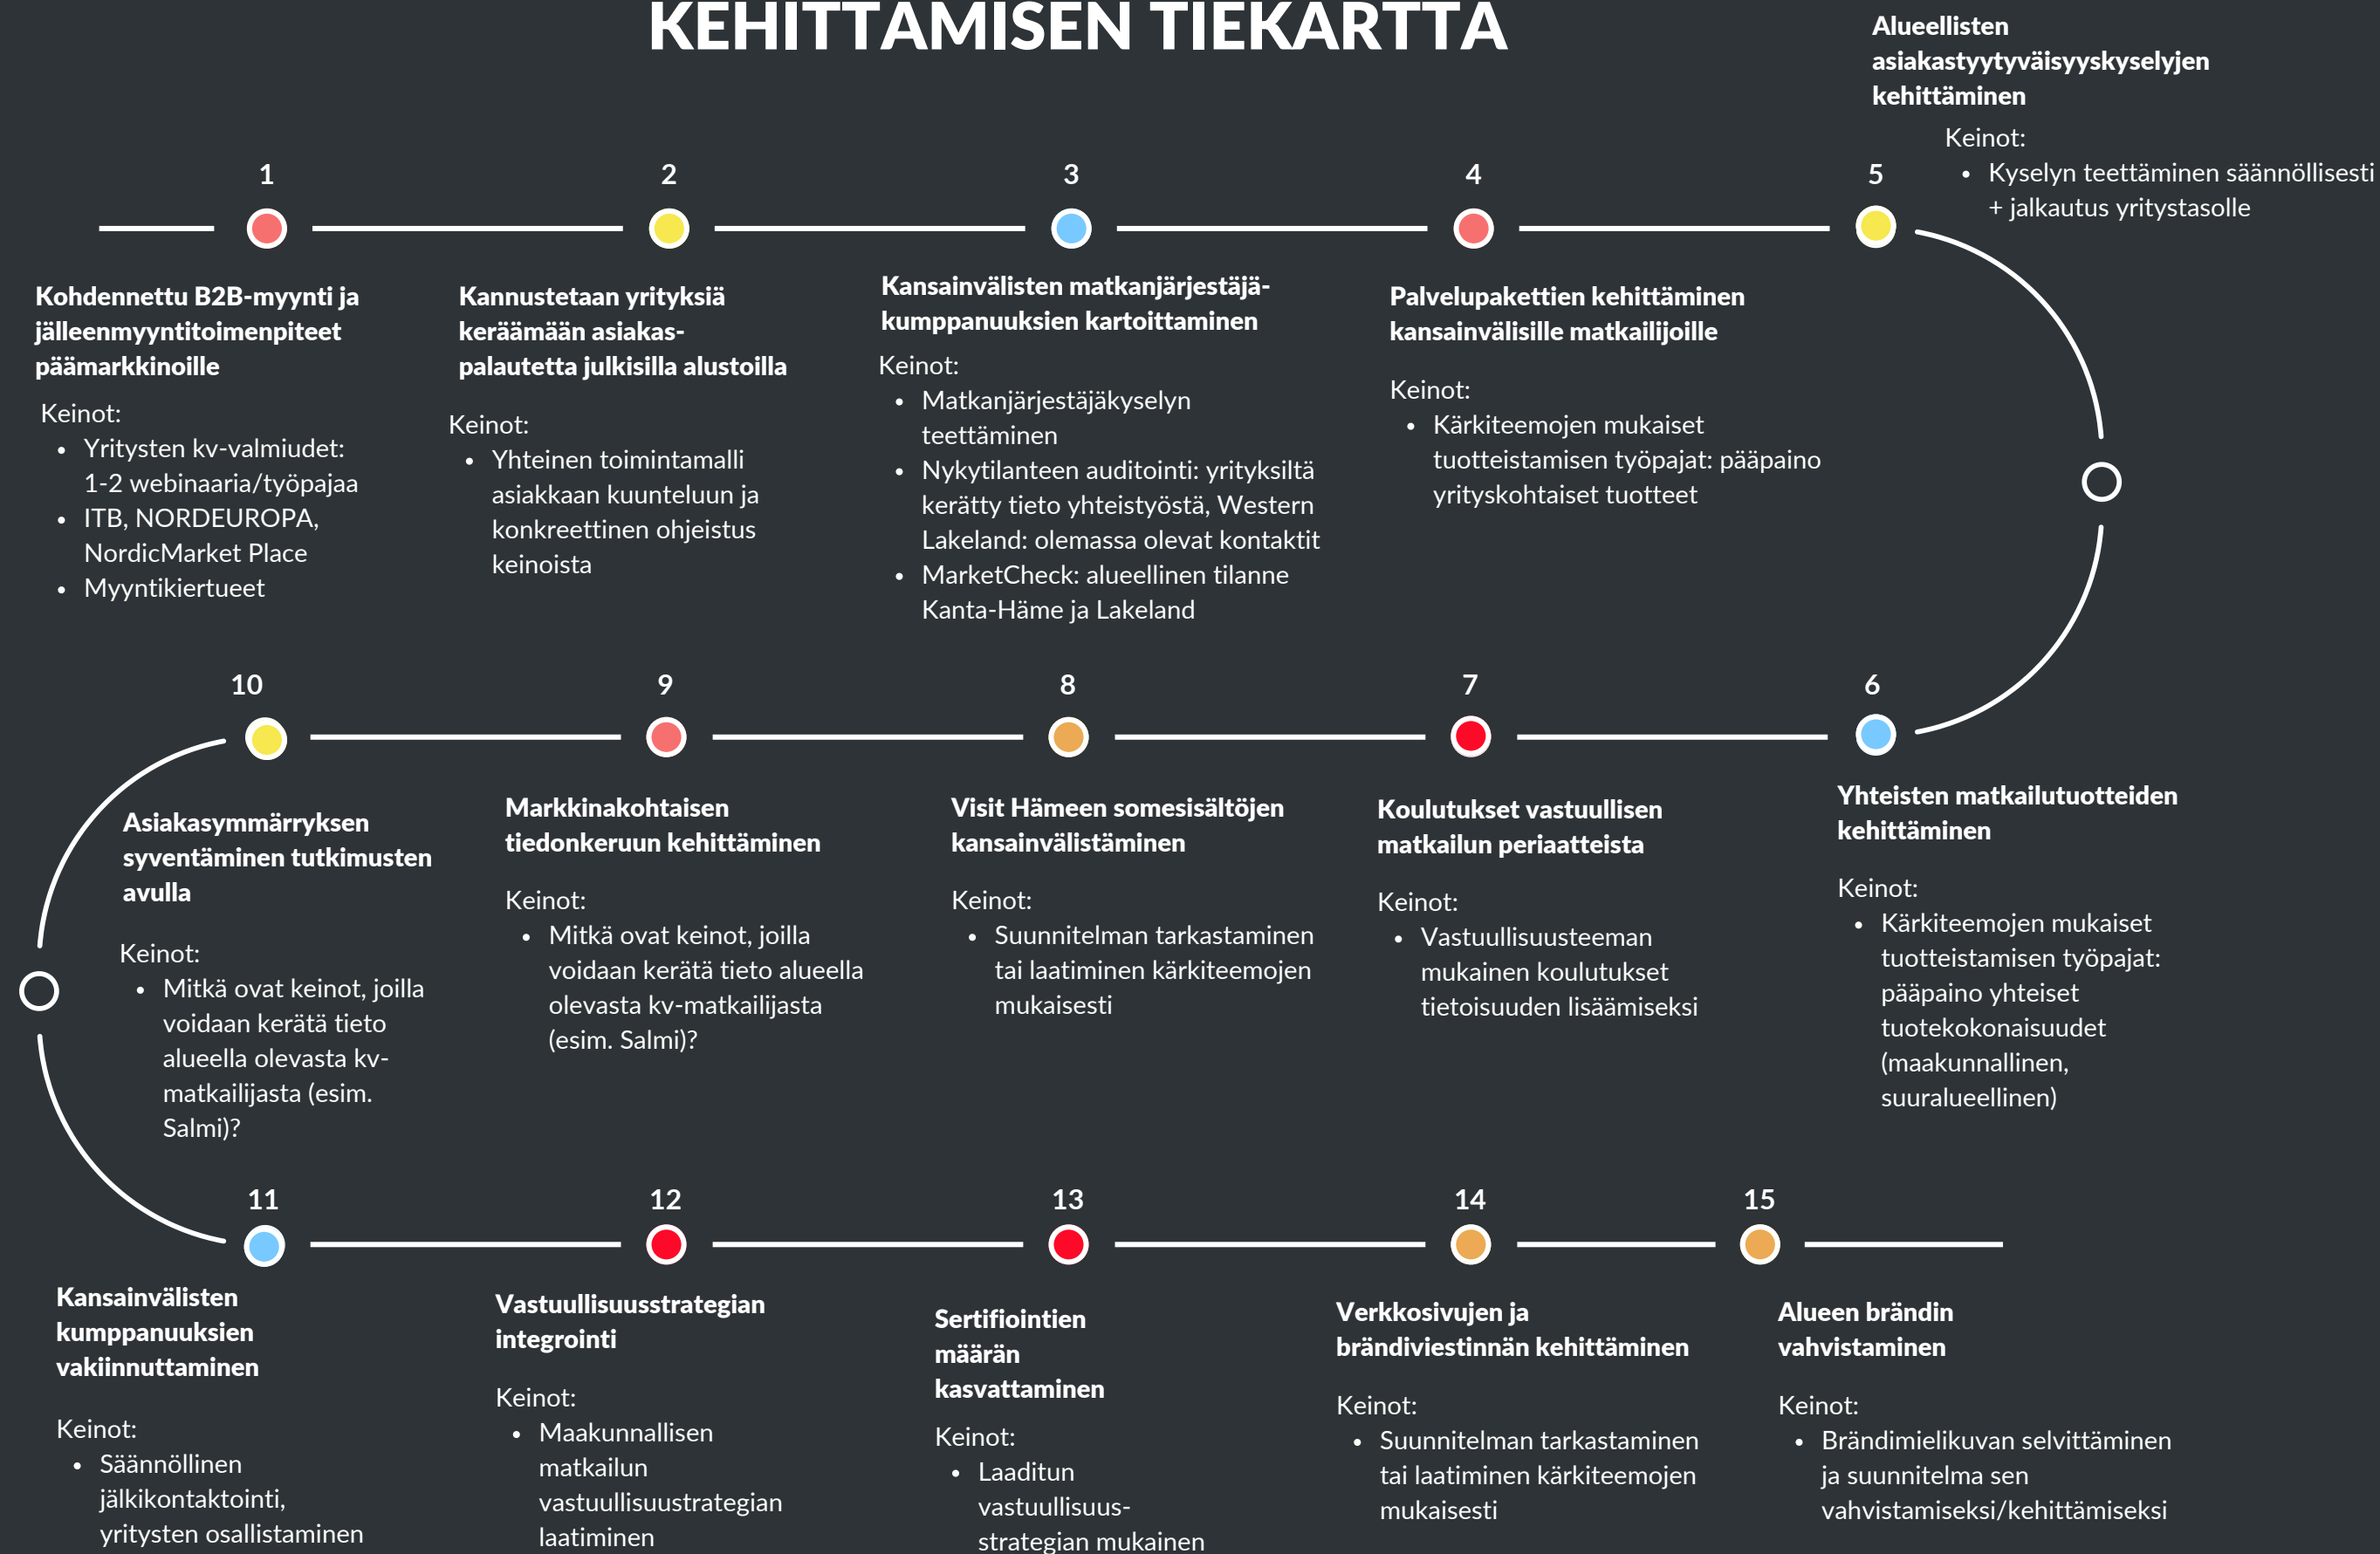 KEHITTÄMISEN TIEKARTTA
1
Kohdennettu B2B-myynti ja
jälleenmyyntitoimenpiteet
päämarkkinoille
Keinot:
• Yritysten kv-valmiudet:
1-2 webinaaria/työpajaa
• ITB, NORDEUROPA,
NordicMarket Place
• Myyntikiertueet
2
Kannustetaan yrityksiä
keräämään asiakas-
palautetta julkisilla alustoilla
Keinot:
• Yhteinen toimintamalli
asiakkaan kuunteluun ja
konkreettinen ohjeistus
keinoista
3
Kansainvälisten matkanjärjestäjä-
kumppanuuksien kartoittaminen
Keinot:
• Matkanjärjestäjäkyselyn
teettäminen
• Nykytilanteen auditointi: yrityksiltä
kerätty tieto yhteistyöstä, Western
Lakeland: olemassa olevat kontaktit
• MarketCheck: alueellinen tilanne
Kanta-Häme ja Lakeland
4
Palvelupakettien kehittäminen
kansainvälisille matkailijoille
Keinot:
• Kärkiteemojen mukaiset
tuotteistamisen työpajat: pääpaino
yrityskohtaiset tuotteet
5
Alueellisten
asiakastyytyväisyyskyselyjen
kehittäminen
Keinot:
• Kyselyn teettäminen säännöllisesti
+ jalkautus yritystasolle
6
Yhteisten matkailutuotteiden
kehittäminen
Keinot:
• Kärkiteemojen mukaiset
tuotteistamisen työpajat:
pääpaino yhteiset
tuotekokonaisuudet
(maakunnallinen,
suuralueellinen)
7
Koulutukset vastuullisen
matkailun periaatteista
Keinot:
• Vastuullisuusteeman
mukainen koulutukset
tietoisuuden lisäämiseksi
8
Visit Hämeen somesisältöjen
kansainvälistäminen
Keinot:
• Suunnitelman tarkastaminen
tai laatiminen kärkiteemojen
mukaisesti
9
Markkinakohtaisen
tiedonkeruun kehittäminen
Keinot:
• Mitkä ovat keinot, joilla
voidaan kerätä tieto alueella
olevasta kv-matkailijasta
(esim. Salmi)?
10
Asiakasymmärryksen
syventäminen tutkimusten
avulla
Keinot:
• Mitkä ovat keinot, joilla
voidaan kerätä tieto
alueella olevasta kv-
matkailijasta (esim.
Salmi)?
11
Kansainvälisten
kumppanuuksien
vakiinnuttaminen
Keinot:
• Säännöllinen
jälkikontaktointi,
yritysten osallistaminen
12
Vastuullisuusstrategian
integrointi
Keinot:
• Maakunnallisen
matkailun
vastuullisuustrategian
laatiminen
13
Sertifiointien
määrän
kasvattaminen
Keinot:
• Laaditun
vastuullisuus-
strategian mukainen
14
Verkkosivujen ja
brändiviestinnän kehittäminen
Keinot:
• Suunnitelman tarkastaminen
tai laatiminen kärkiteemojen
mukaisesti
15
Alueen brändin
vahvistaminen
Keinot:
• Brändimielikuvan selvittäminen
ja suunnitelma sen
vahvistamiseksi/kehittämiseksi